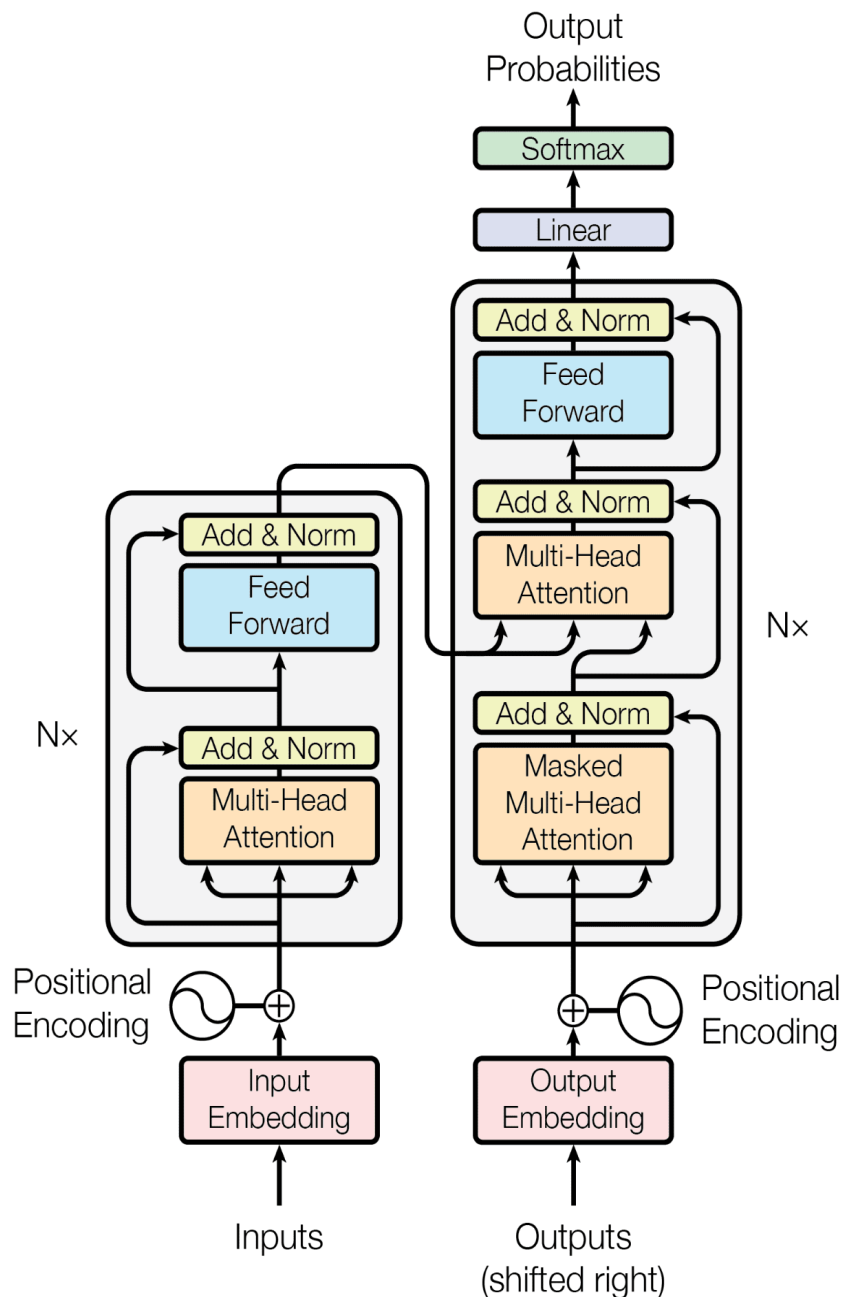 Output
Probabilities
Softmax
Linear
Add & Norm
Feed
Forward
Add & Norm
Multi-Head
Attention
Nx
Add & Norm
Masked
Multi-Head
Attention
Add & Norm
Feed
Forward
Nx
Add & Norm
Multi-Head
Attention
Positional
Encoding
Positional
Encoding
Input
Embedding
Output
Embedding
Inputs
Outputs
(shifted right)